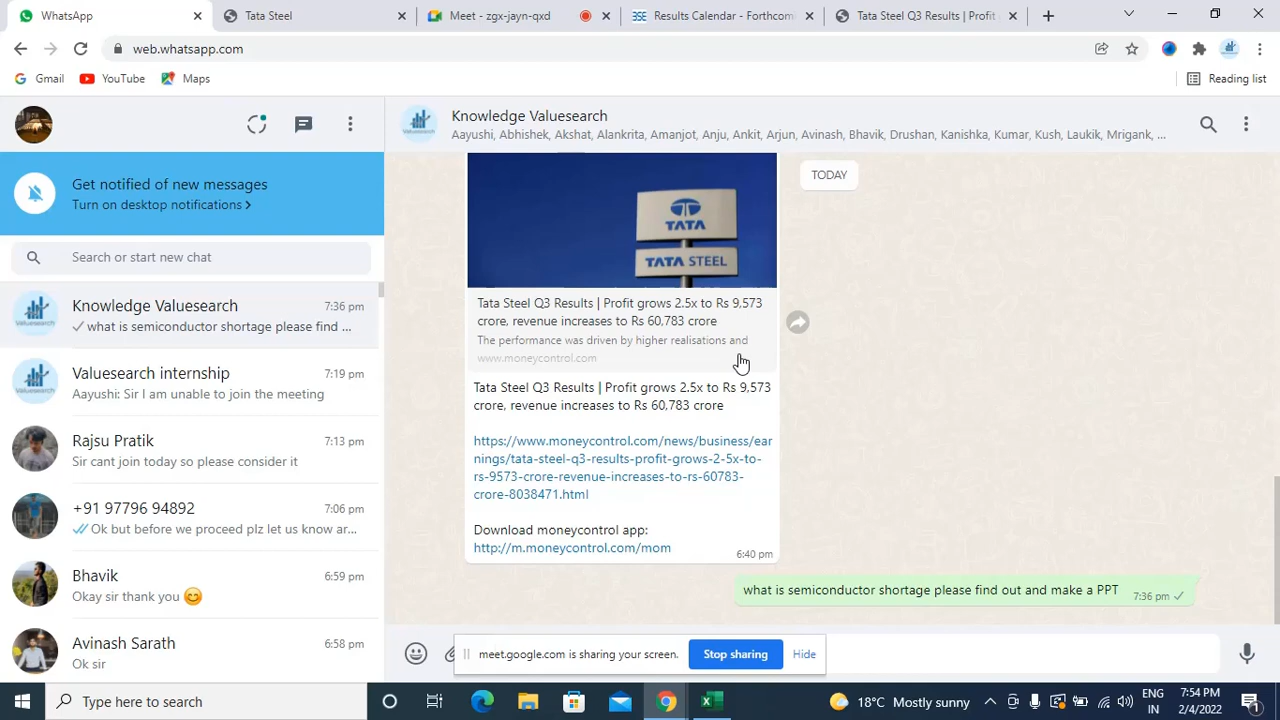 WhatsApp
Tata Steel
Meet - zgx-jayn-qxd
Results Calendar - Forthcom
Tata Steel Q3 Results | Profit
web.whatsapp.com
Gmail
YouTube
Maps
Reading list
Knowledge Valuesearch
Aayushi, Abhishek, Akshat, Alankrita, Amanjot, Anju, Ankit, Arjun, Avinash, Bhavik, Drushan, Kanishka, Kumar, Kush, Laukik, Mrigank, ...
Get notified of new messages
Turn on desktop notifications >
Search or start new chat
Knowledge Valuesearch
7:36 pm
what is semiconductor shortage please find ...
Valuesearch internship
7:19 pm
Aayushi: Sir I am unable to join the meeting
Rajsu Pratik
7:13 pm
Sir cant join today so please consider it
+91 97796 94892
7:06 pm
Ok but before we proceed plz let us know ar...
Bhavik
6:59 pm
Okay sir thank you 😊
Avinash Sarath
6:58 pm
Ok sir
TODAY
TATA
TATA STEEL
Tata Steel Q3 Results | Profit grows 2.5x to Rs 9,573
crore, revenue increases to Rs 60,783 crore
The performance was driven by higher realisations and
www.moneycontrol.com
Tata Steel Q3 Results | Profit grows 2.5x to Rs 9,573
crore, revenue increases to Rs 60,783 crore
https://www.moneycontrol.com/news/business/ear
nings/tata-steel-q3-results-profit-grows-2-5x-to-
rs-9573-crore-revenue-increases-to-rs-60783-
crore-8038471.html
Download moneycontrol app:
http://m.moneycontrol.com/mom
6:40 pm
what is semiconductor shortage please find out and make a PPT
7:36 pm
meet.google.com is sharing your screen.
Stop sharing
Hide
Type here to search
18°C Mostly sunny
ENG
IN
7:54 PM
2/4/2022
1